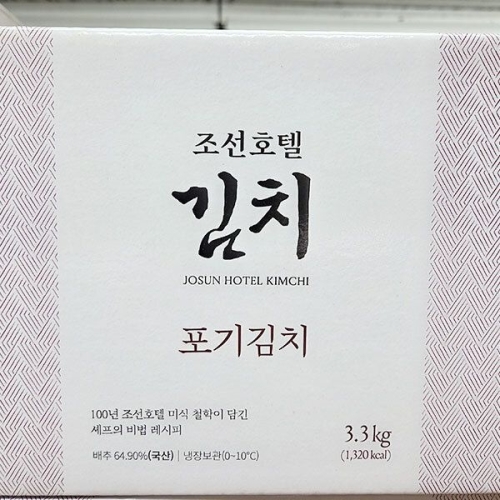 조선호텔
김치
JOSUN HOTEL KIMCHI
포기김치
100년 조선호텔 미식 철학이 담긴
셰프의 비법 레시피
배추 64.90%(국산) | 냉장보관(0~10°C)
3.3kg
(1,320 kcal)